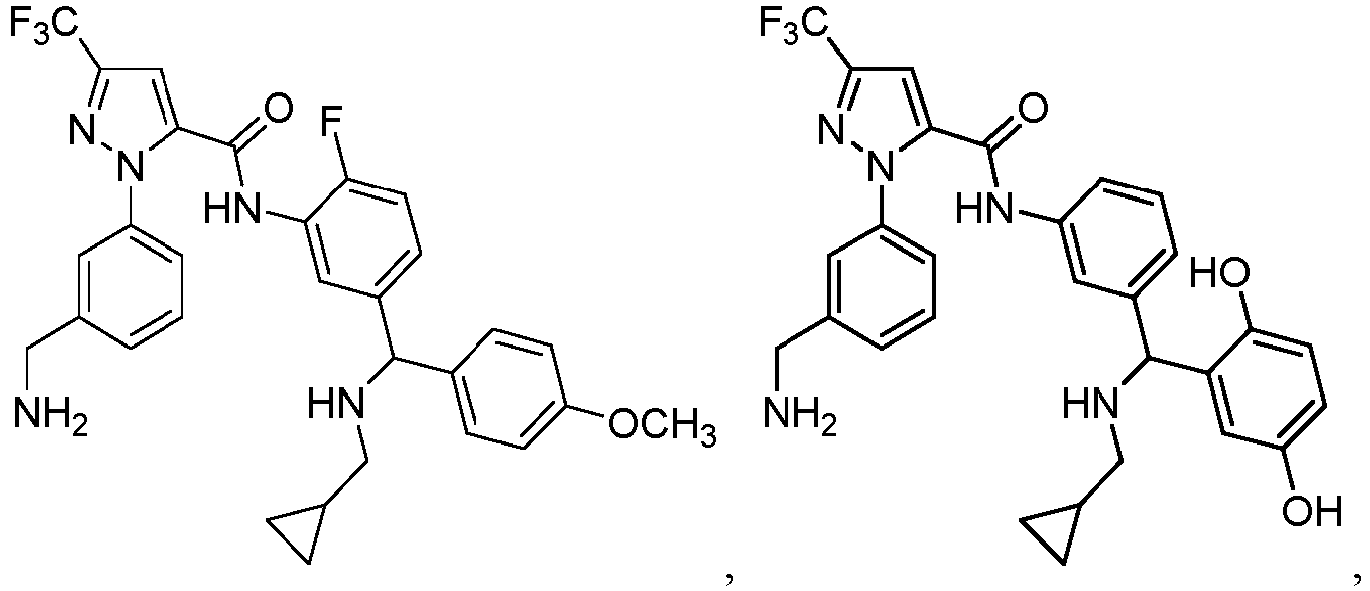 F₃C F₃C
O F O
N N
N N
HN HN
HO
HN OCH₃ HN
NH₂ NH₂
OH
, ,